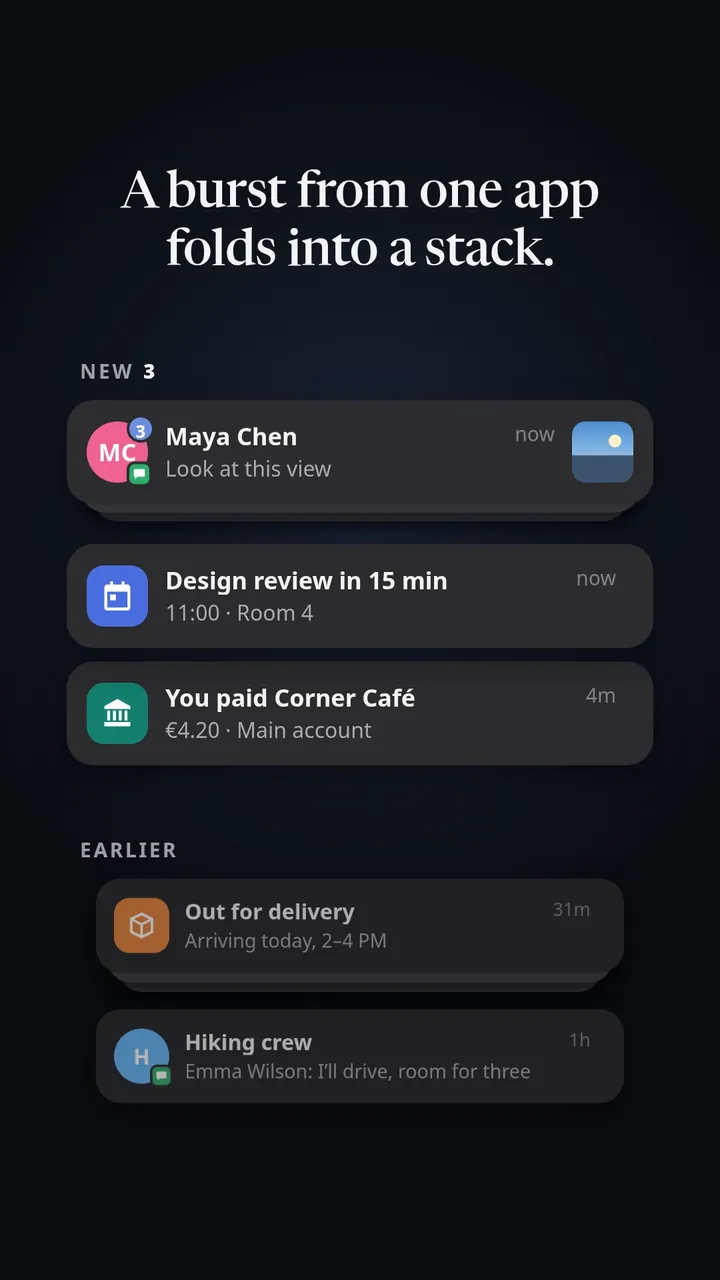 A burst from one app
folds into a stack.
NEW 3
MC
3
Maya Chen
now
Look at this view
Design review in 15 min
now
11:00 · Room 4
You paid Corner Café
4m
€4.20 · Main account
EARLIER
Out for delivery
31m
Arriving today, 2–4 PM
H
Hiking crew
1h
Emma Wilson: I’ll drive, room for three